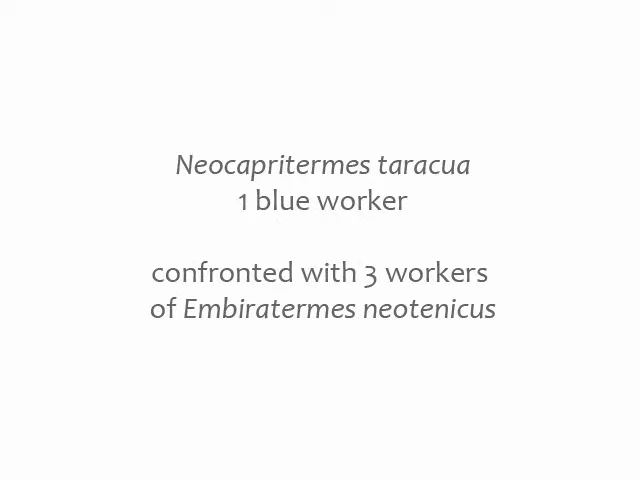 Neocapritermes taracua
1 blue worker
confronted with 3 workers
of Embiratermes neotenicus